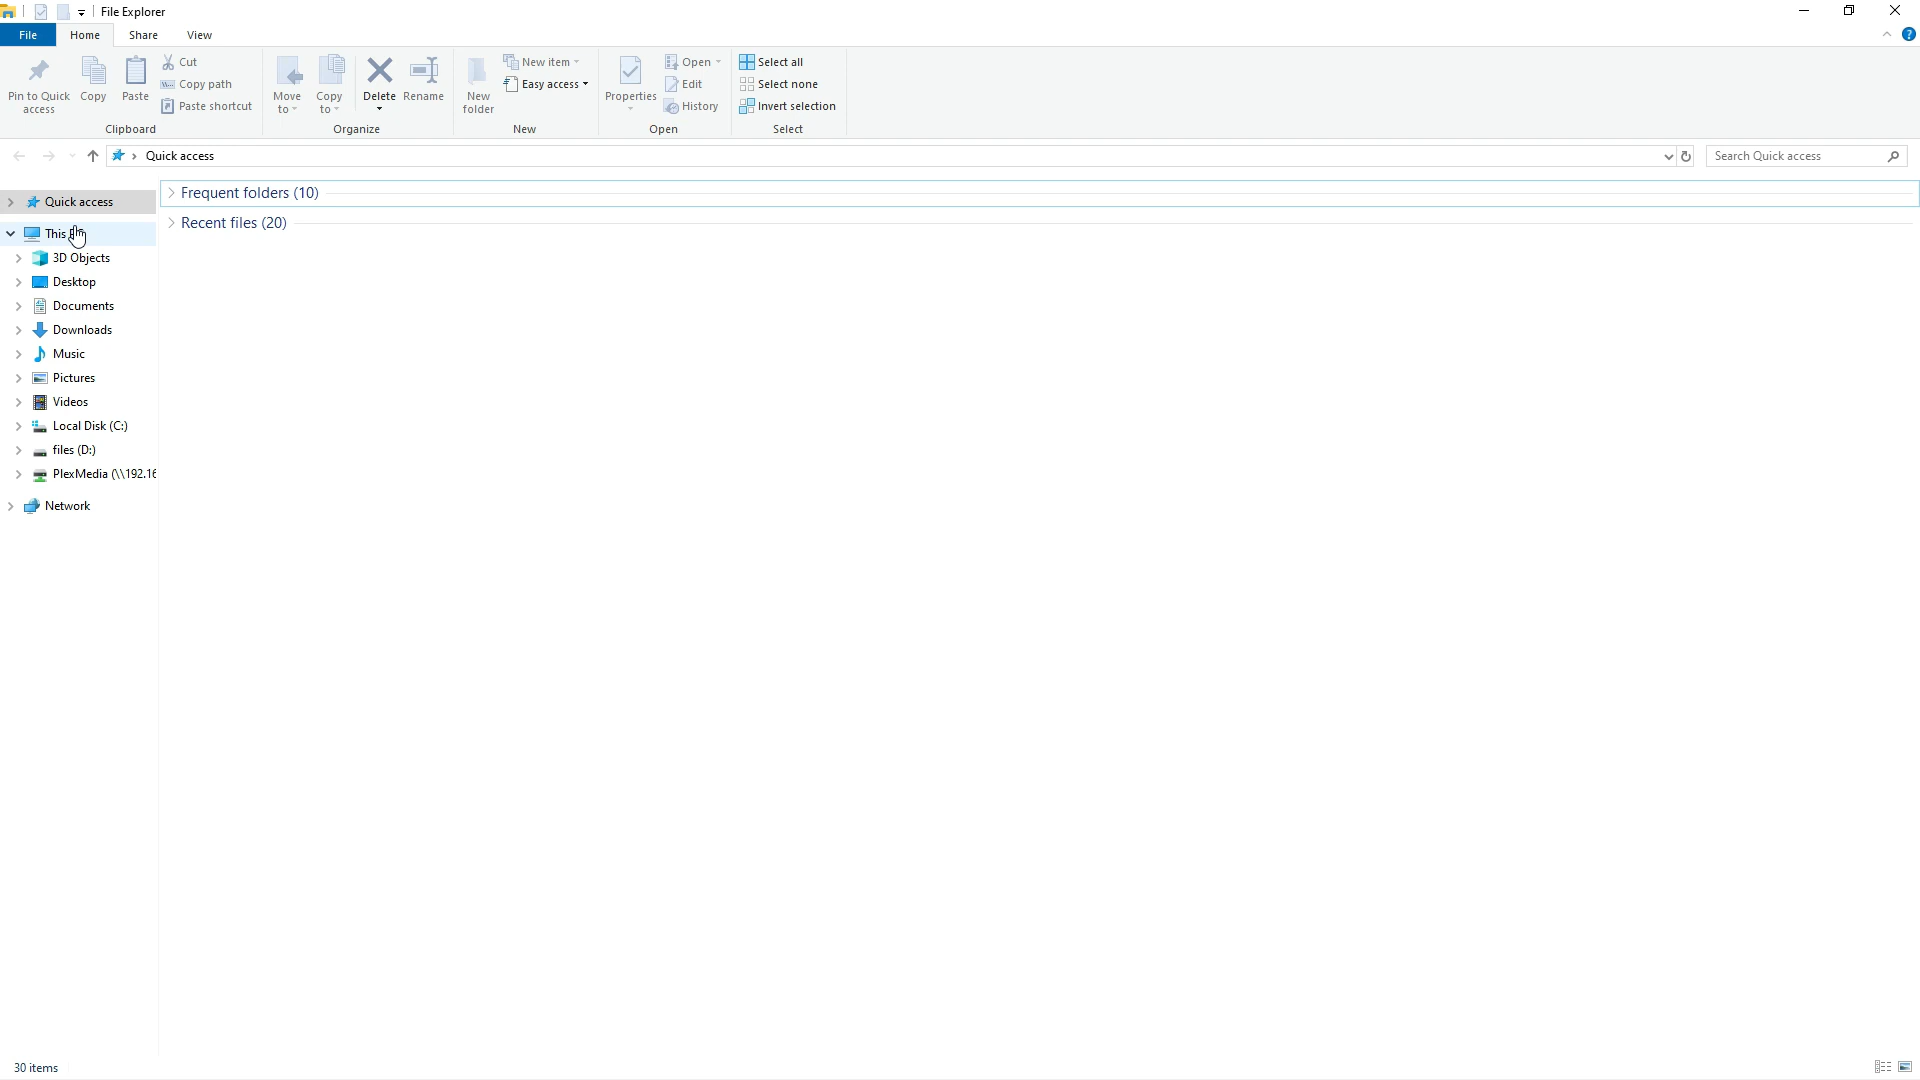 File Explorer
File Home Share View
Pin to Quick access
Copy
Paste
Cut
Copy path
Paste shortcut
Clipboard
Move to
Copy to
Delete
Rename
Organize
New folder
New item
Easy access
New
Properties
Open
Edit
History
Open
Select all
Select none
Invert selection
Select
Quick access
Search Quick access
Quick access
This
3D Objects
Desktop
Documents
Downloads
Music
Pictures
Videos
Local Disk (C:)
files (D:)
PlexMedia (\\192.16
Network
Frequent folders (10)
Recent files (20)
30 items